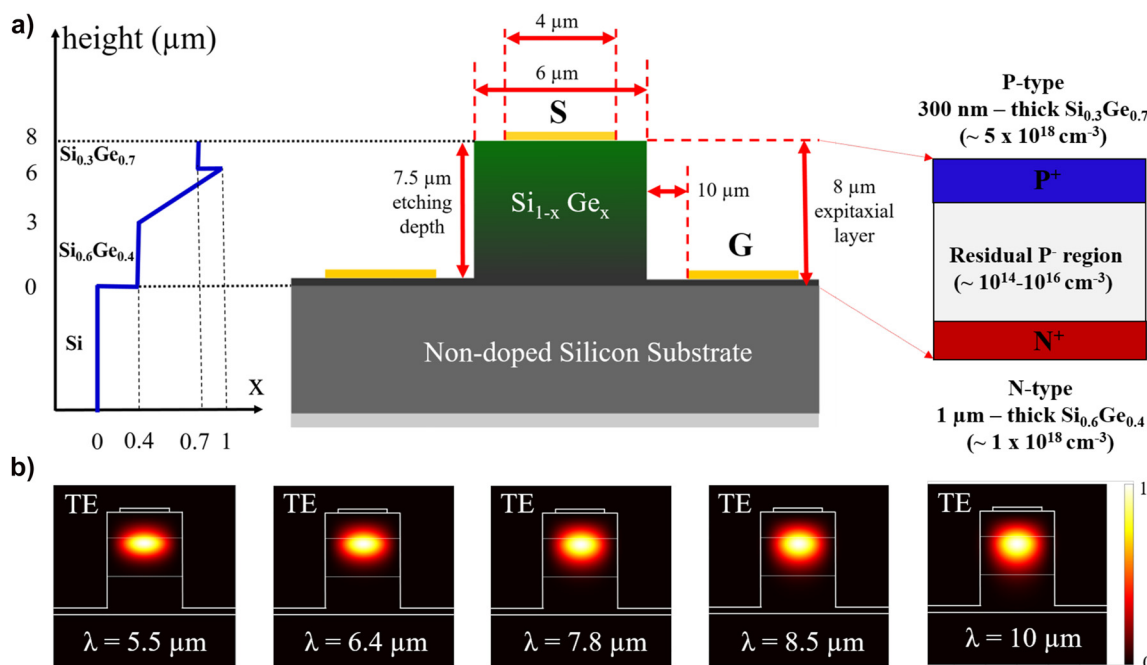 a)
height (µm)
8
6
3
0
Si0.3Ge0.7
Si0.6Ge0.4
Si
X
0 0.4 0.7 1
4 µm
6 µm
S
7.5 µm
etching
depth
Si1-x Gex
10 µm
G
8 µm
expitaxial
layer
Non-doped Silicon Substrate
P-type
300 nm – thick Si0.3Ge0.7
(~ 5 x 10^18 cm^-3)
P+
Residual P- region
(~ 10^14-10^16 cm^-3)
N+
N-type
1 µm – thick Si0.6Ge0.4
(~ 1 x 10^18 cm^-3)
b)
TE
λ = 5.5 µm
TE
λ = 6.4 µm
TE
λ = 7.8 µm
TE
λ = 8.5 µm
TE
λ = 10 µm
1
0